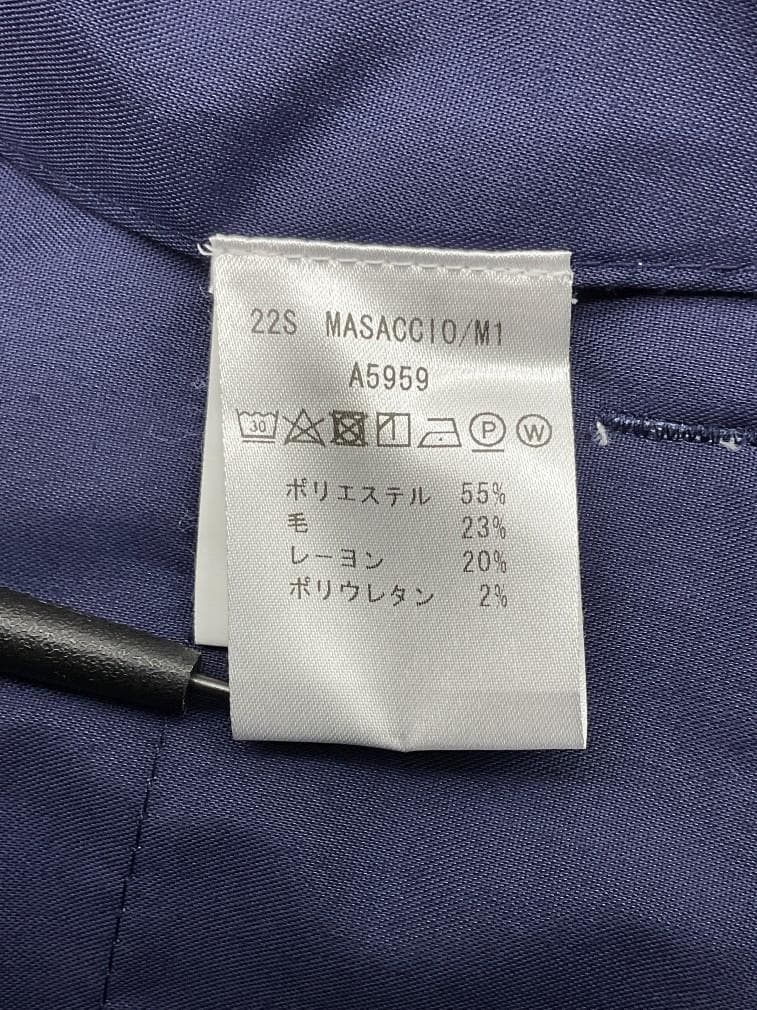 22S MASACCIO/M1
A5959
30 P W
ポリエステル 55%
毛 23%
レーヨン 20%
ポリウレタン 2%